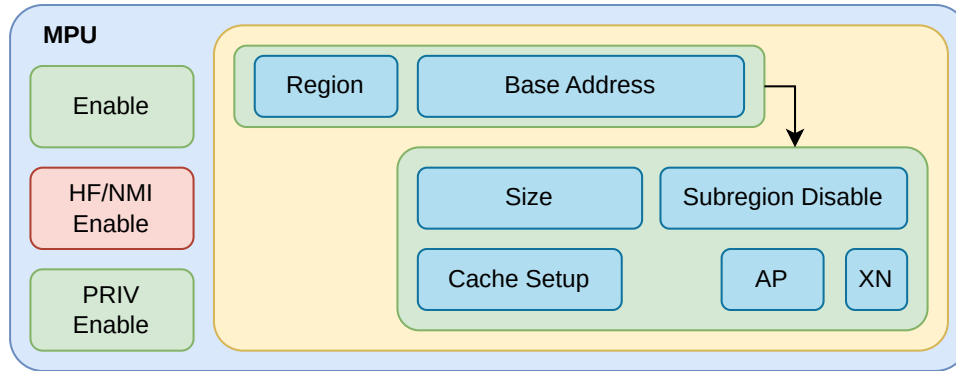 MPU
Enable
HF/NMI
Enable
PRIV
Enable
Region
Base Address
Size
Subregion Disable
Cache Setup
AP
XN